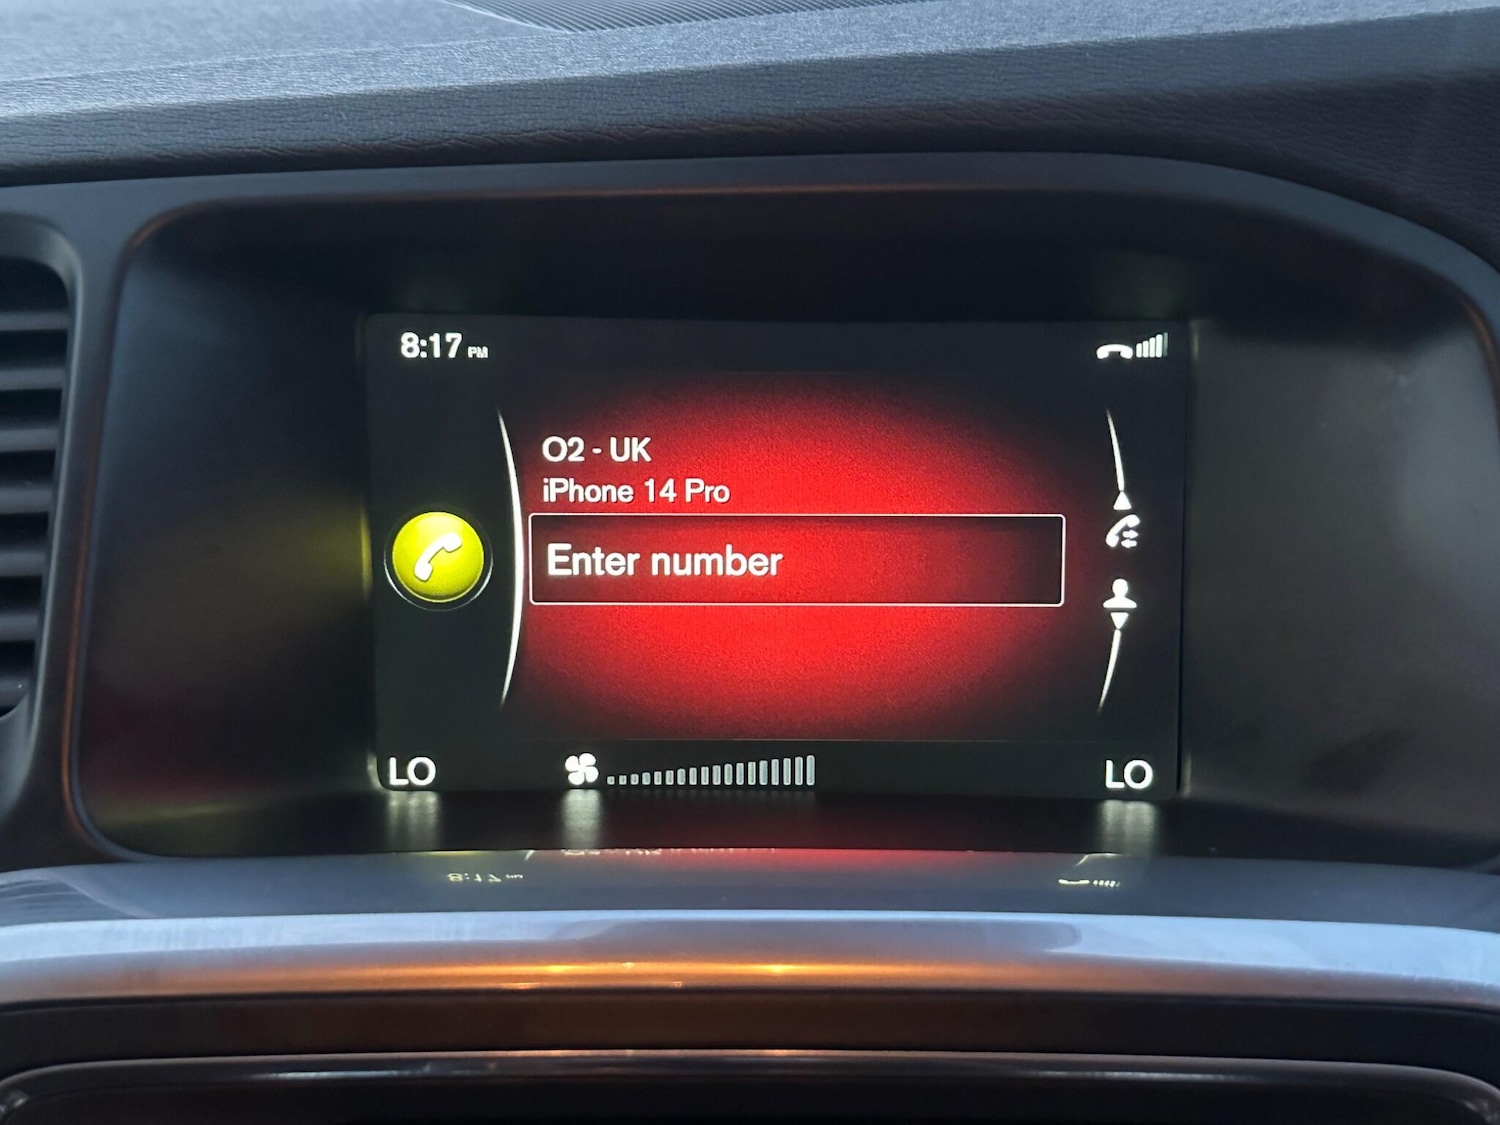 8:17 PM
O2 - UK
iPhone 14 Pro
Enter number
LO
LO